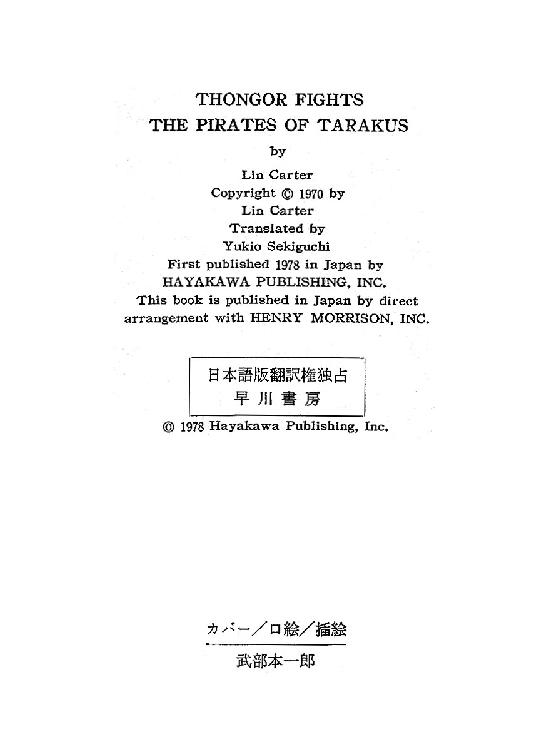 THONGOR FIGHTS
THE PIRATES OF TARAKUS
by
Lin Carter
Copyright © 1970 by
Lin Carter
Translated by
Yukio Sekiguchi
First published 1978 in Japan by
HAYAKAWA PUBLISHING, INC.
This book is published in Japan by direct
arrangement with HENRY MORRISON, INC.
日本語版翻訳権独占
早川書房
© 1978 Hayakawa Publishing, Inc.
カバー／口絵／挿絵
武部本一郎